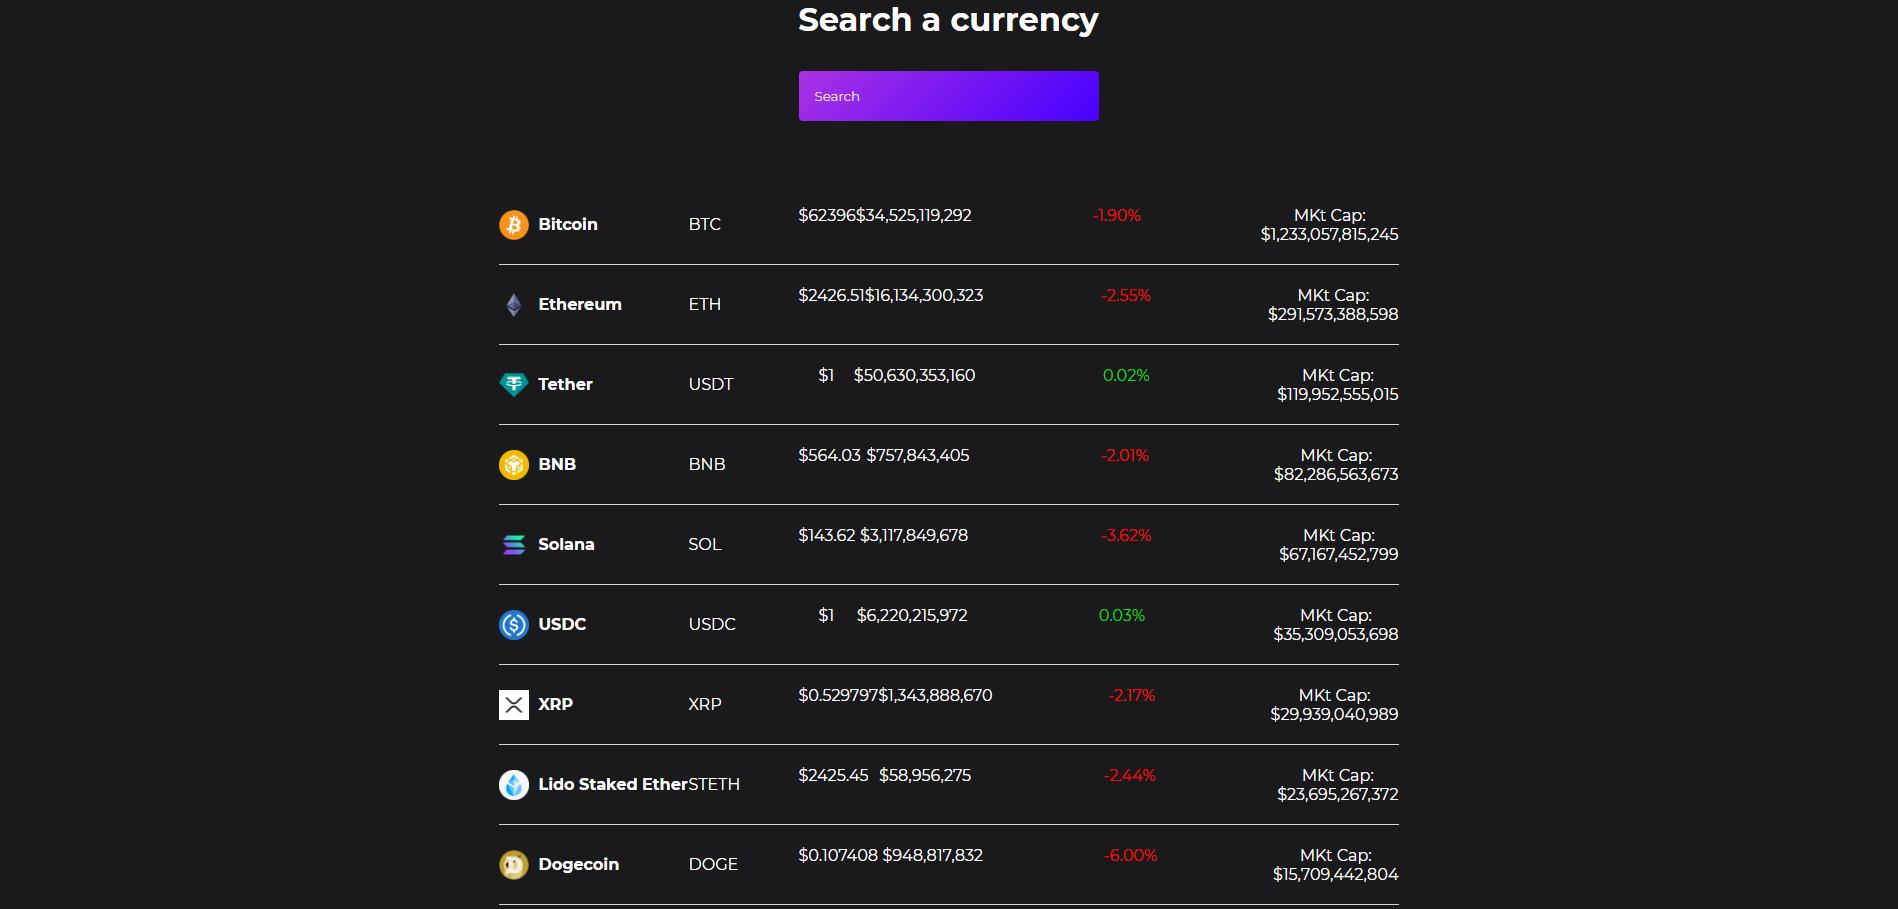 Search a currency
Search
Bitcoin BTC $62396$34,525,119,292 -1.90% MKt Cap:
$1,233,057,815,245
Ethereum ETH $2426.51$16,134,300,323 -2.55% MKt Cap:
$291,573,388,598
Tether USDT $1 $50,630,353,160 0.02% MKt Cap:
$119,952,555,015
BNB BNB $564.03 $757,843,405 -2.01% MKt Cap:
$82,286,563,673
Solana SOL $143.62 $3,117,849,678 -3.62% MKt Cap:
$67,167,452,799
USDC USDC $1 $6,220,215,972 0.03% MKt Cap:
$35,309,053,698
XRP XRP $0.529797$1,343,888,670 -2.17% MKt Cap:
$29,939,040,989
Lido Staked EtherSTETH $2425.45 $58,956,275 -2.44% MKt Cap:
$23,695,267,372
Dogecoin DOGE $0.107408 $948,817,832 -6.00% MKt Cap:
$15,709,442,804